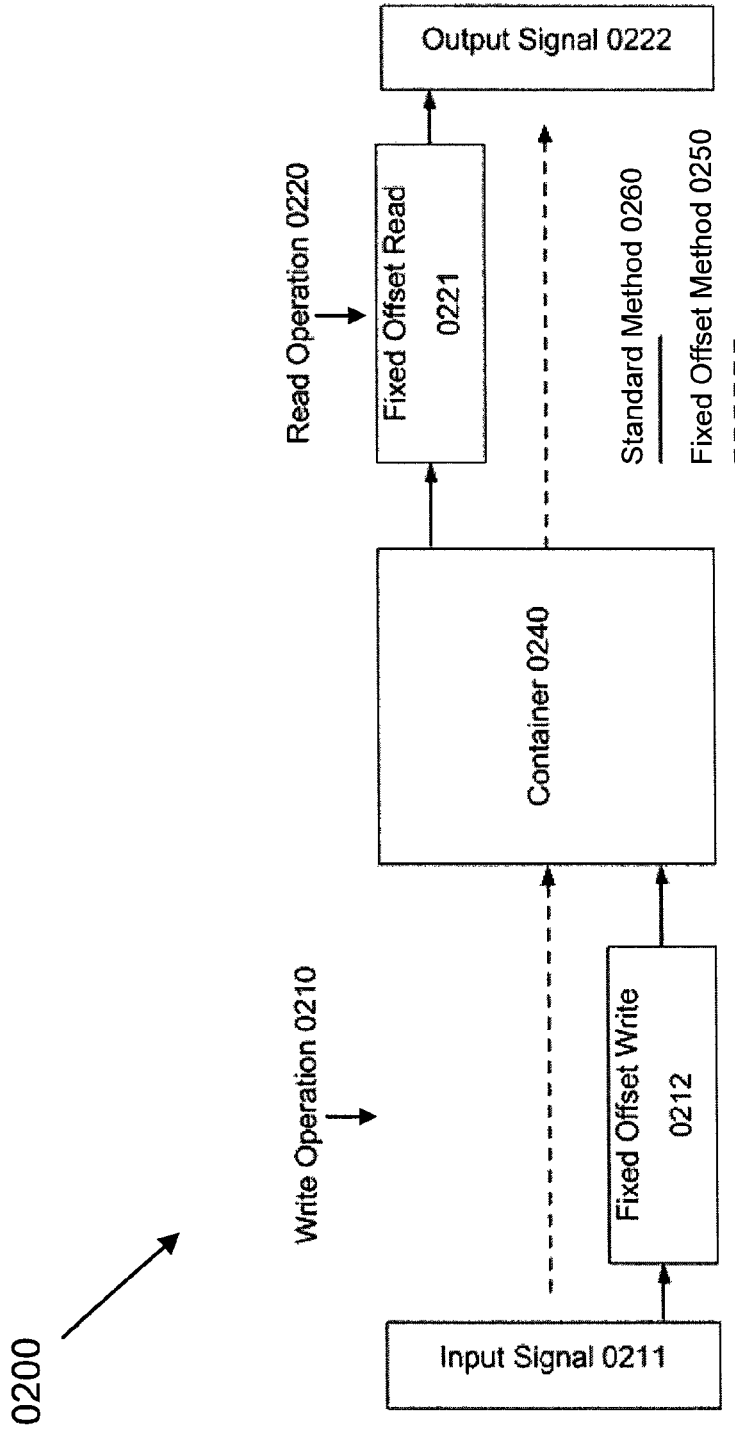 0200
Write Operation 0210
Read Operation 0220
Input Signal 0211
Fixed Offset Write
0212
Container 0240
Fixed Offset Read
0221
Output Signal 0222
Standard Method 0260
Fixed Offset Method 0250